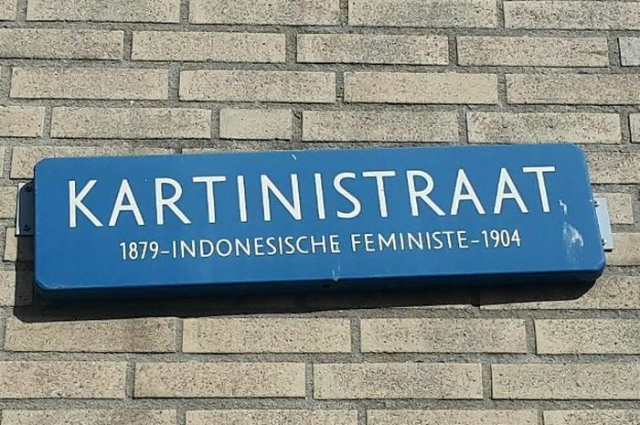 KARTINISTRAAT
1879-INDONESISCHE FEMINISTE-1904